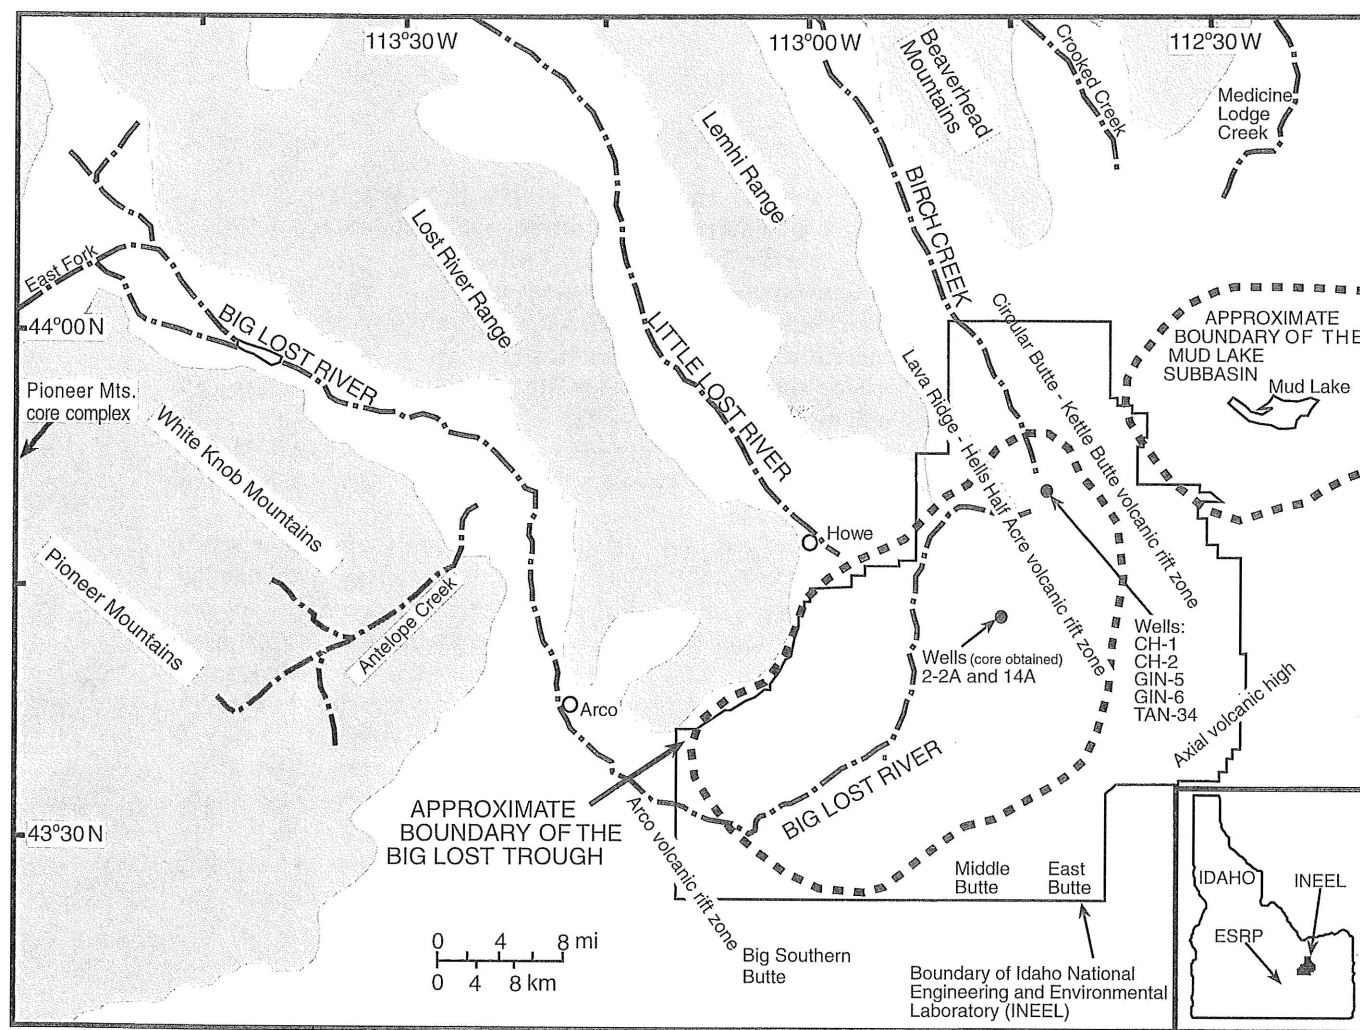 113°30 W
113°00 W
112°30 W
Beaverhead
Mountains
Crooked Creek
Medicine
Lodge
Creek
Lemhi Range
BIRCH CREEK
Lost River Range
East Fork
44°00 N
BIG LOST RIVER
LITTLE LOST RIVER
Circular Butte - Kettle Butte volcanic rift zone
Lava Ridge - Hells Half Acre volcanic rift zone
APPROXIMATE
BOUNDARY OF THE
MUD LAKE
SUBBASIN
Mud Lake
Pioneer Mts.
core complex
White Knob Mountains
Pioneer Mountains
Antelope Creek
Howe
Arco
Wells (core obtained)
2-2A and 14A
Wells:
CH-1
CH-2
GIN-5
GIN-6
TAN-34
Axial volcanic high
BIG LOST RIVER
APPROXIMATE
BOUNDARY OF THE
BIG LOST TROUGH
43°30 N
Arco volcanic rift zone
Middle
Butte
East
Butte
Big Southern
Butte
0 4 8 mi
0 4 8 km
Boundary of Idaho National
Engineering and Environmental
Laboratory (INEEL)
IDAHO
INEEL
ESRP